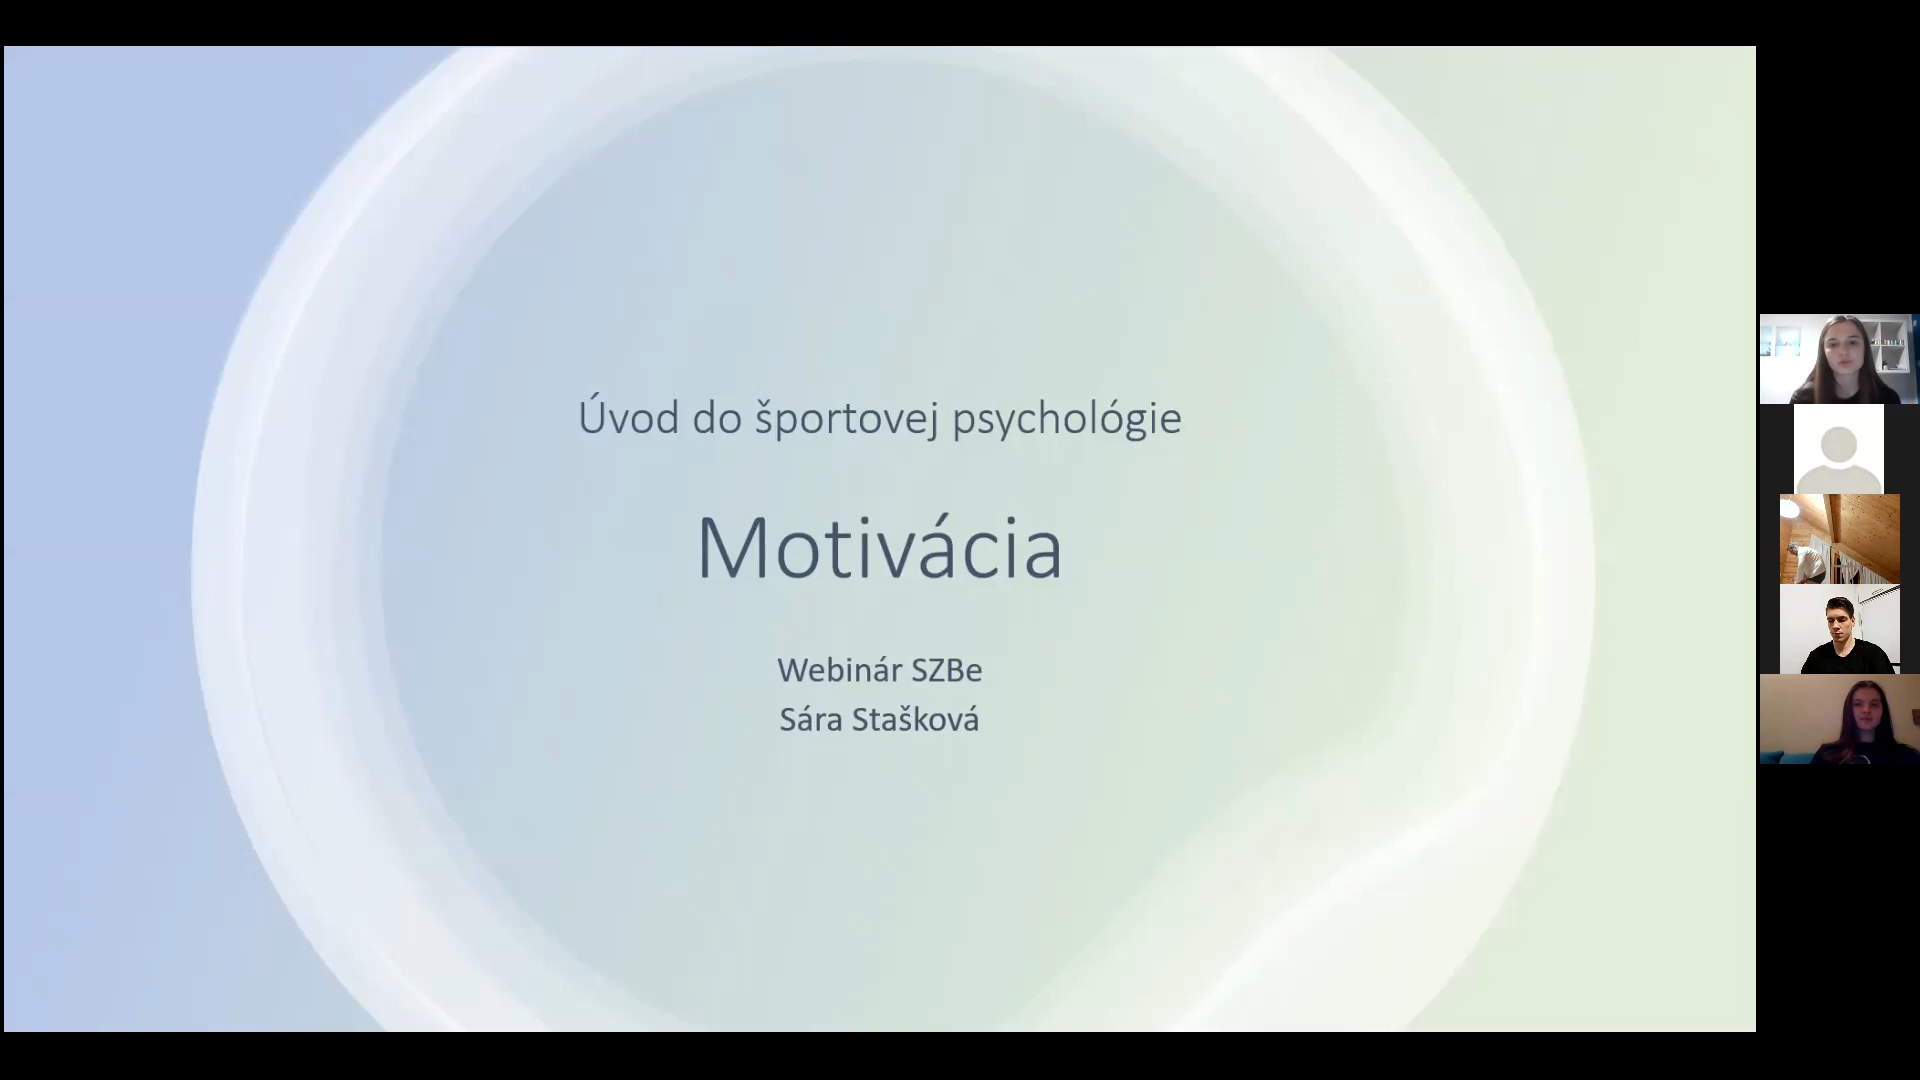 Úvod do športovej psychológie
Motivácia
Webinár SZBe
Sára Stašková